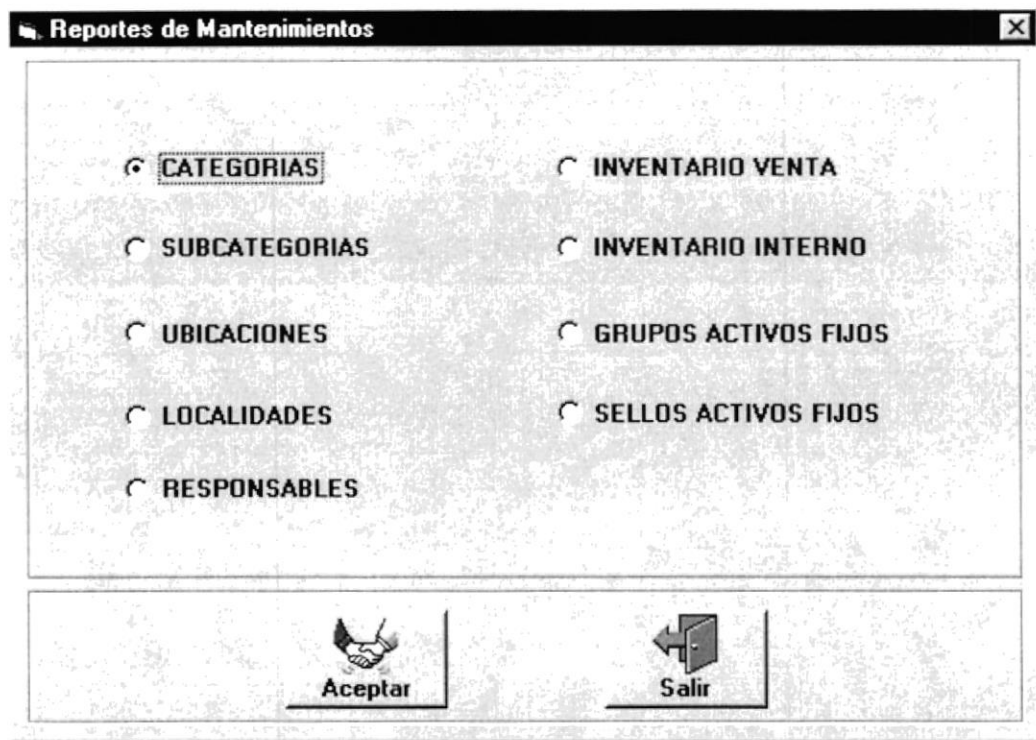 Reportes de Mantenimientos
CATEGORIAS
SUBCATEGORIAS
UBICACIONES
LOCALIDADES
RESPONSABLES
INVENTARIO VENTA
INVENTARIO INTERNO
GRUPOS ACTIVOS FIJOS
SELLOS ACTIVOS FIJOS
Aceptar
Salir